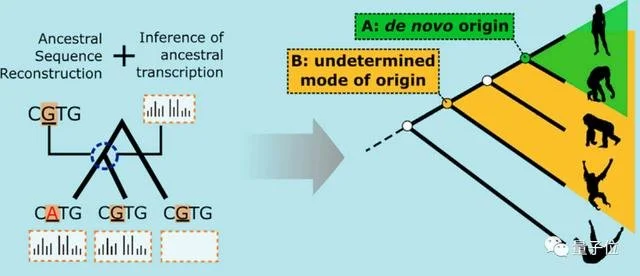 Ancestral
Sequence
Reconstruction
+
Inference of
ancestral
transcription
CGTG
CATG
CGTG
CGTG
A: de novo origin
B: undetermined
mode of origin
量子位